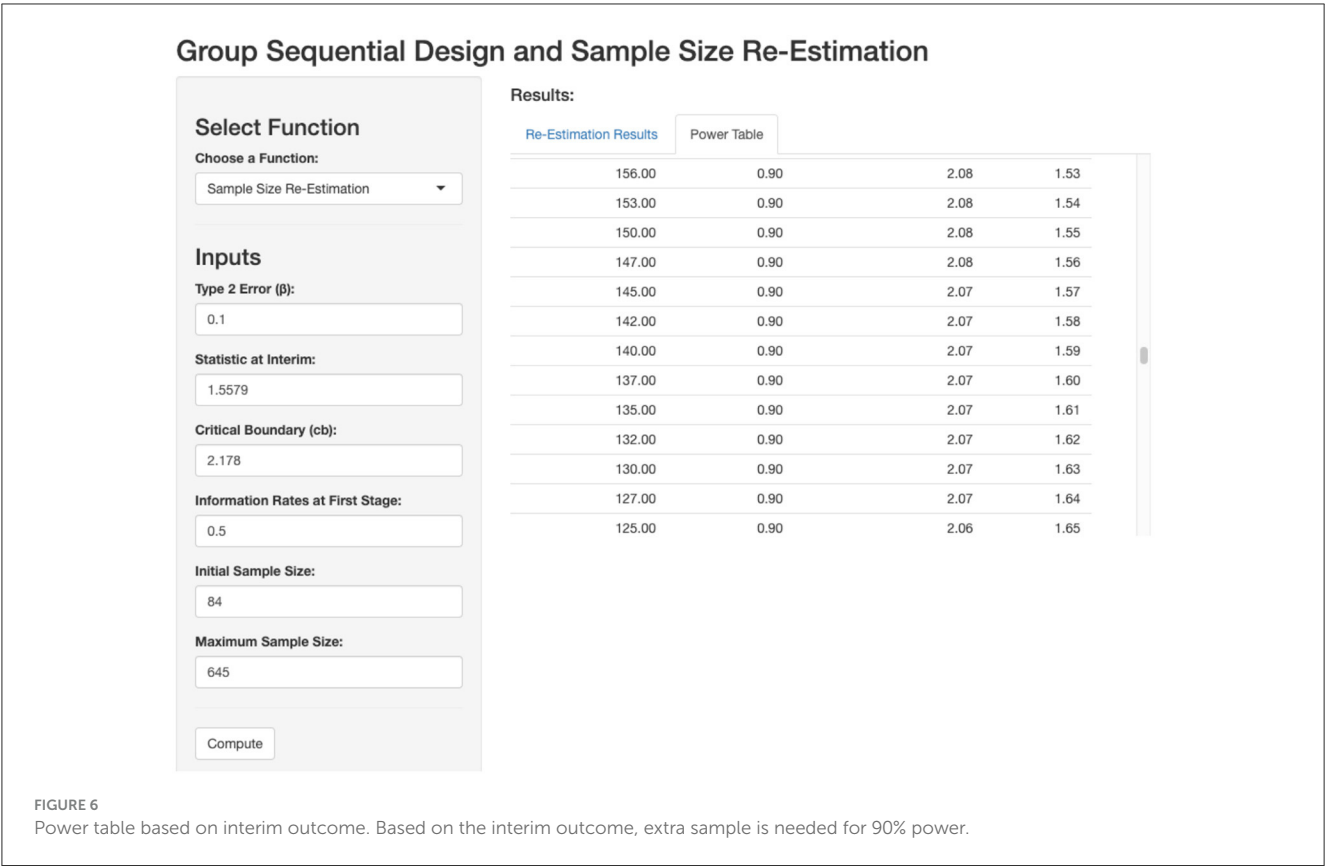 Group Sequential Design and Sample Size Re-Estimation
Select Function
Choose a Function:
Sample Size Re-Estimation
Inputs
Type 2 Error (β):
0.1
Statistic at Interim:
1.5579
Critical Boundary (cb):
2.178
Information Rates at First Stage:
0.5
Initial Sample Size:
84
Maximum Sample Size:
645
Compute
Results:
Re-Estimation Results Power Table
156.00 0.90 2.08 1.53
153.00 0.90 2.08 1.54
150.00 0.90 2.08 1.55
147.00 0.90 2.08 1.56
145.00 0.90 2.07 1.57
142.00 0.90 2.07 1.58
140.00 0.90 2.07 1.59
137.00 0.90 2.07 1.60
135.00 0.90 2.07 1.61
132.00 0.90 2.07 1.62
130.00 0.90 2.07 1.63
127.00 0.90 2.07 1.64
125.00 0.90 2.06 1.65
FIGURE 6
Power table based on interim outcome. Based on the interim outcome, extra sample is needed for 90% power.